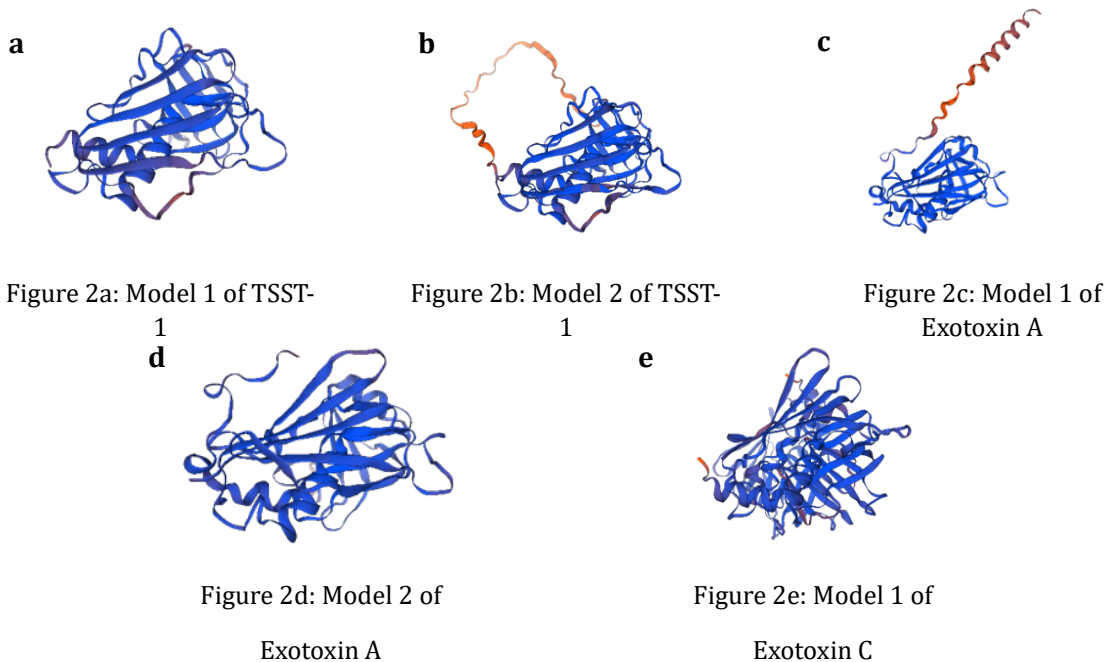 a
b
c
Figure 2a: Model 1 of TSST-
1
Figure 2b: Model 2 of TSST-
1
Figure 2c: Model 1 of
Exotoxin A
d
e
Figure 2d: Model 2 of
Exotoxin A
Figure 2e: Model 1 of
Exotoxin C